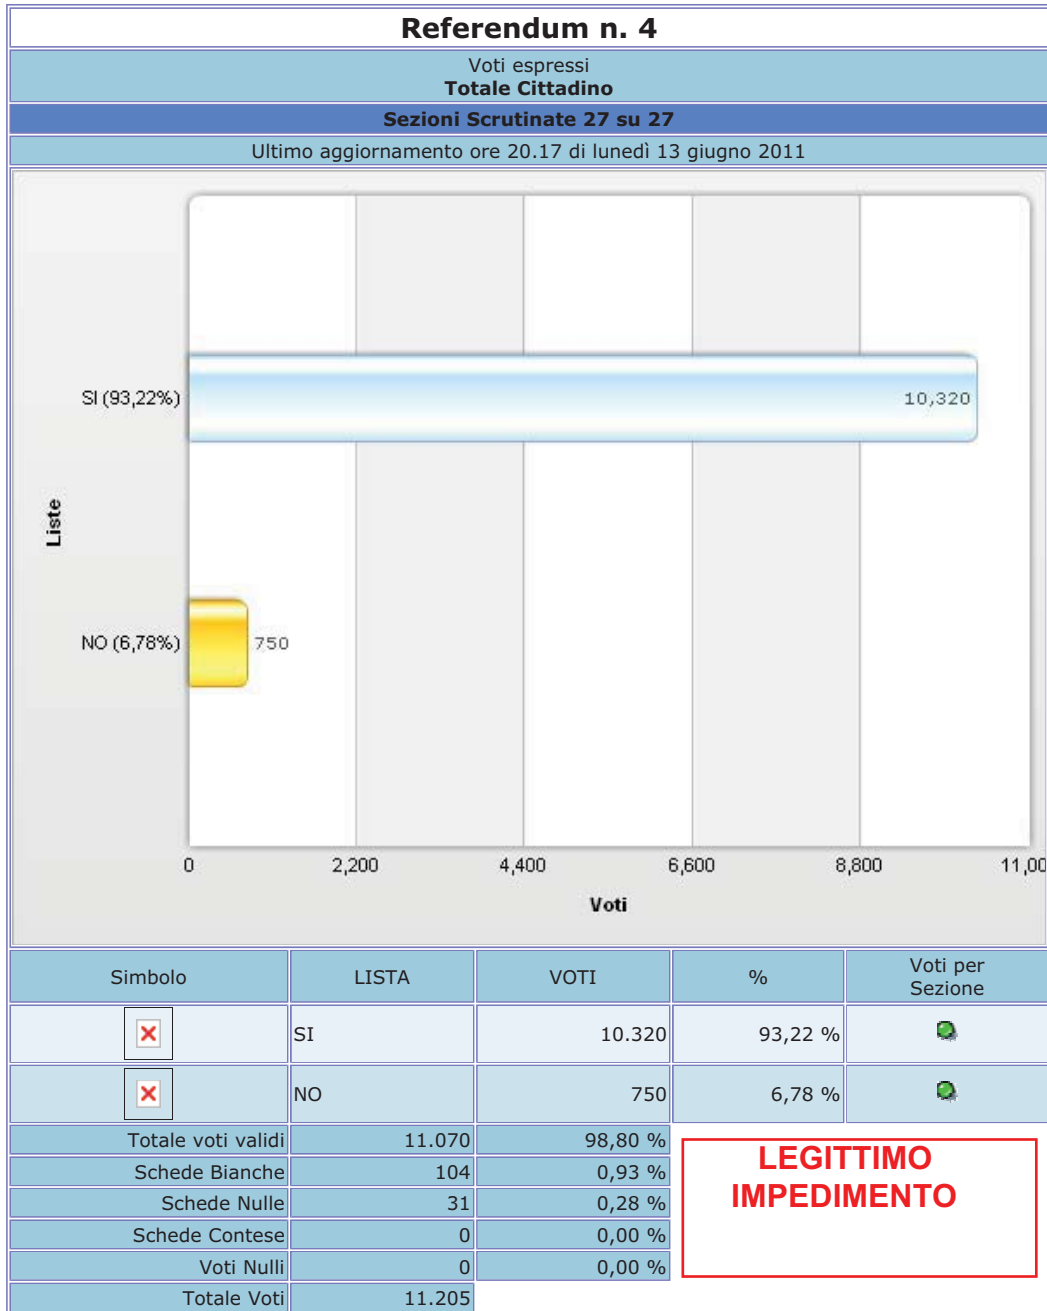 Referendum n. 4
Voti espressi
Totale Cittadino
Sezioni Scrutinate 27 su 27
Ultimo aggiornamento ore 20.17 di lunedì 13 giugno 2011
SI (93,22%)
10,320
Liste
NO (6,78%)
750
0 2,200 4,400 6,600 8,800 11,00
Voti
Simbolo LISTA VOTI % Voti per
Sezione
SI 10.320 93,22 %
NO 750 6,78 %
Totale voti validi 11.070 98,80 %
Schede Bianche 104 0,93 %
Schede Nulle 31 0,28 %
Schede Contese 0 0,00 %
Voti Nulli 0 0,00 %
Totale Voti 11.205
LEGITTIMO
IMPEDIMENTO